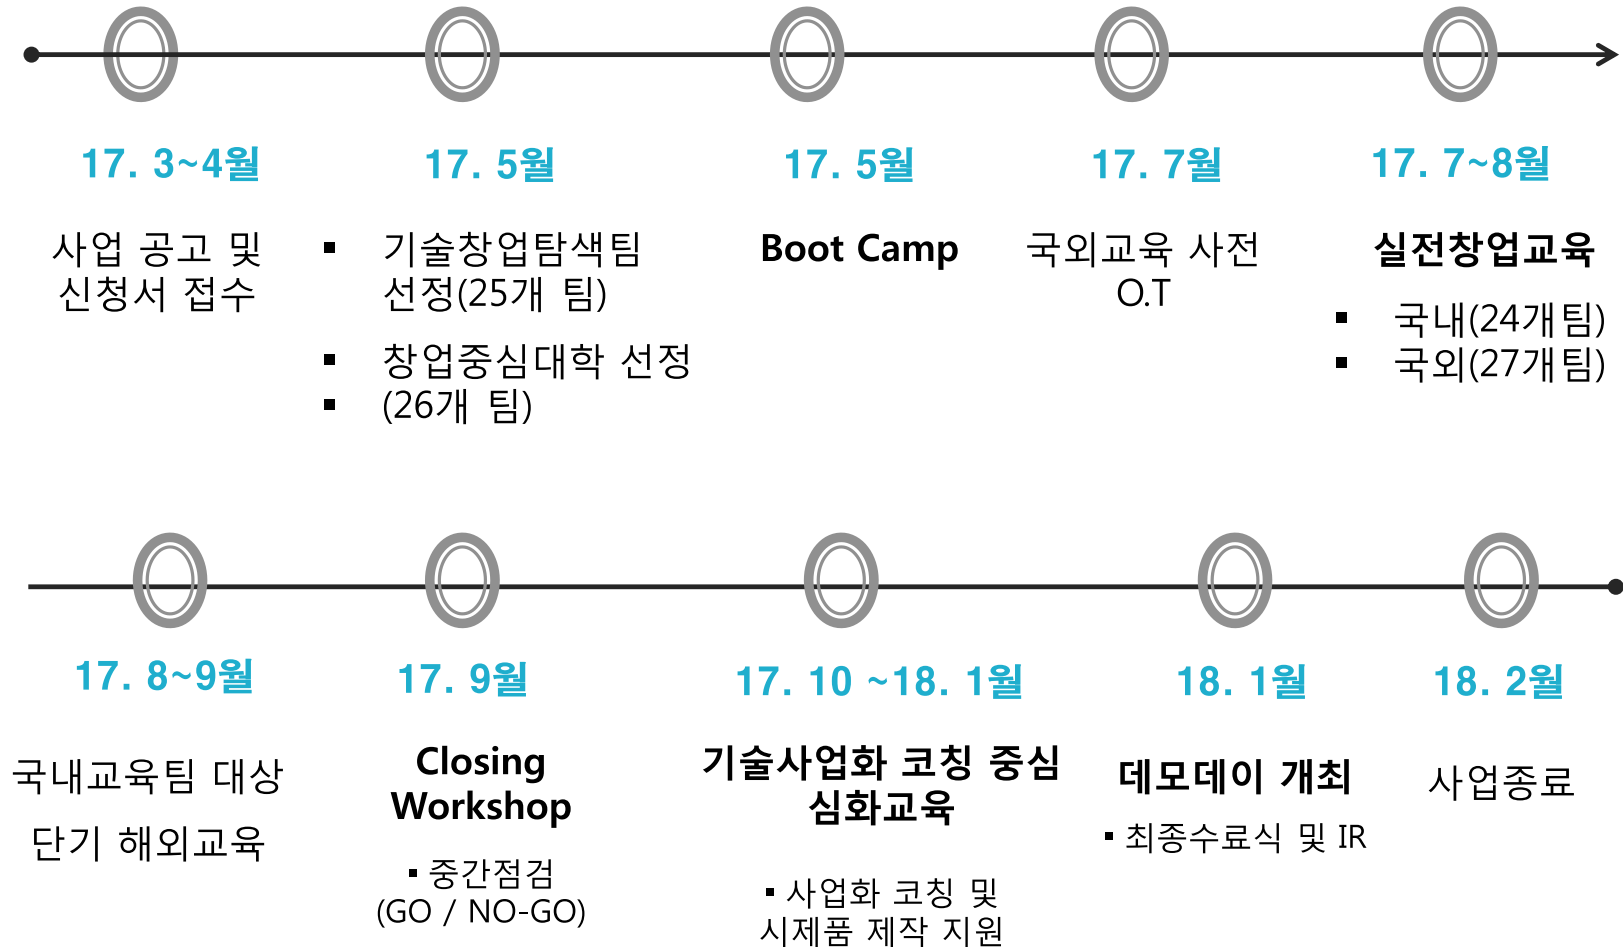 17. 3~4월
사업 공고 및
신청서 접수
17. 5월
▪ 기술창업탐색팀
선정(25개 팀)
▪ 창업중심대학 선정
▪ (26개 팀)
17. 5월
Boot Camp
17. 7월
국외교육 사전
O.T
17. 7~8월
실전창업교육
▪ 국내(24개팀)
▪ 국외(27개팀)
17. 8~9월
국내교육팀 대상
단기 해외교육
17. 9월
Closing
Workshop
▪ 중간점검
(GO / NO-GO)
17. 10 ~18. 1월
기술사업화 코칭 중심
심화교육
▪ 사업화 코칭 및
시제품 제작 지원
18. 1월
데모데이 개최
▪ 최종수료식 및 IR
18. 2월
사업종료